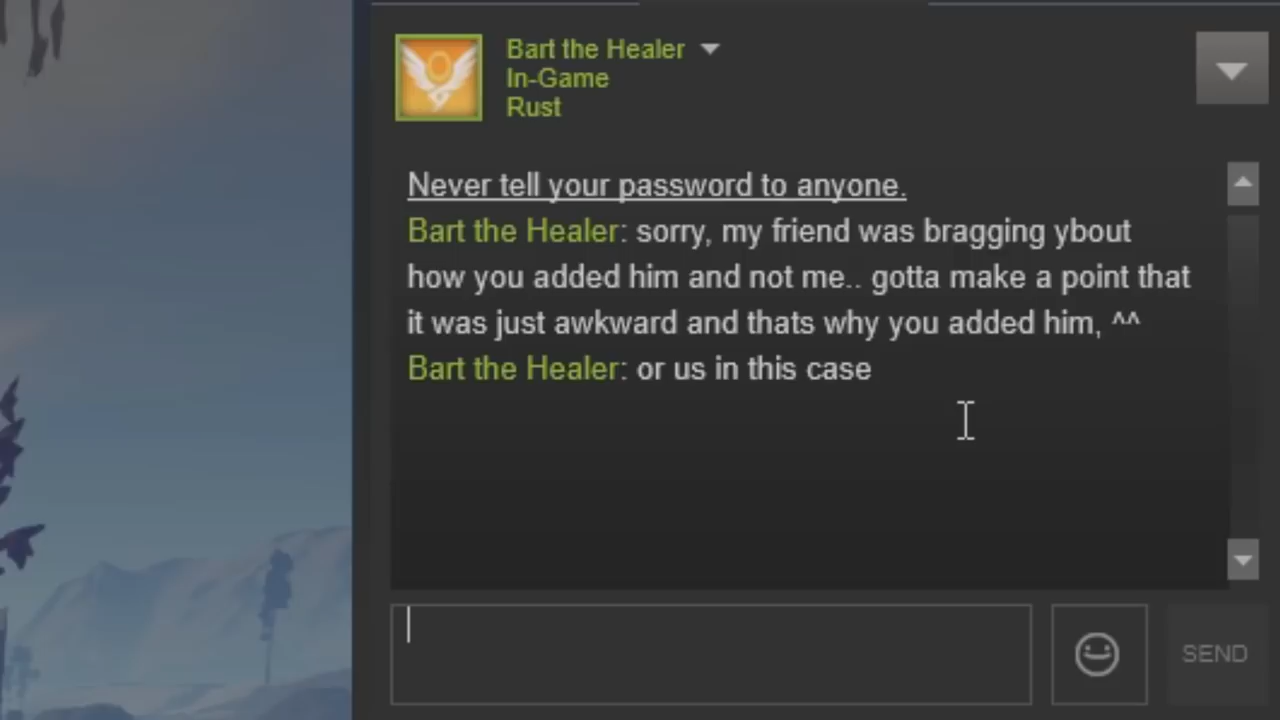 Bart the Healer
In-Game
Rust
Never tell your password to anyone.
Bart the Healer: sorry, my friend was bragging ybout
how you added him and not me.. gotta make a point that
it was just awkward and thats why you added him, ^^
Bart the Healer: or us in this case
SEND